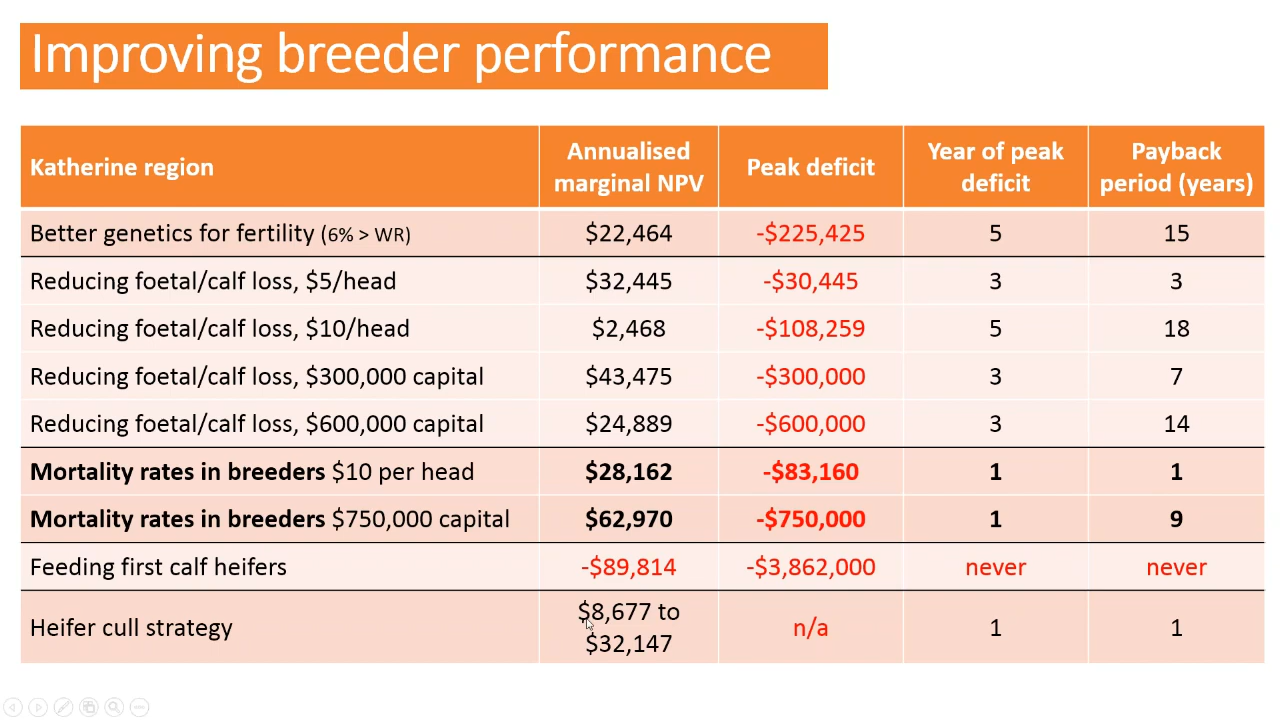 Improving breeder performance
Katherine region
Annualised
marginal NPV
Peak deficit
Year of peak
deficit
Payback
period (years)
Better genetics for fertility (6% > WR) $22,464 -$225,425 5 15
Reducing foetal/calf loss, $5/head $32,445 -$30,445 3 3
Reducing foetal/calf loss, $10/head $2,468 -$108,259 5 18
Reducing foetal/calf loss, $300,000 capital $43,475 -$300,000 3 7
Reducing foetal/calf loss, $600,000 capital $24,889 -$600,000 3 14
Mortality rates in breeders $10 per head $28,162 -$83,160 1 1
Mortality rates in breeders $750,000 capital $62,970 -$750,000 1 9
Feeding first calf heifers -$89,814 -$3,862,000 never never
Heifer cull strategy
$8,677 to
$32,147
n/a 1 1